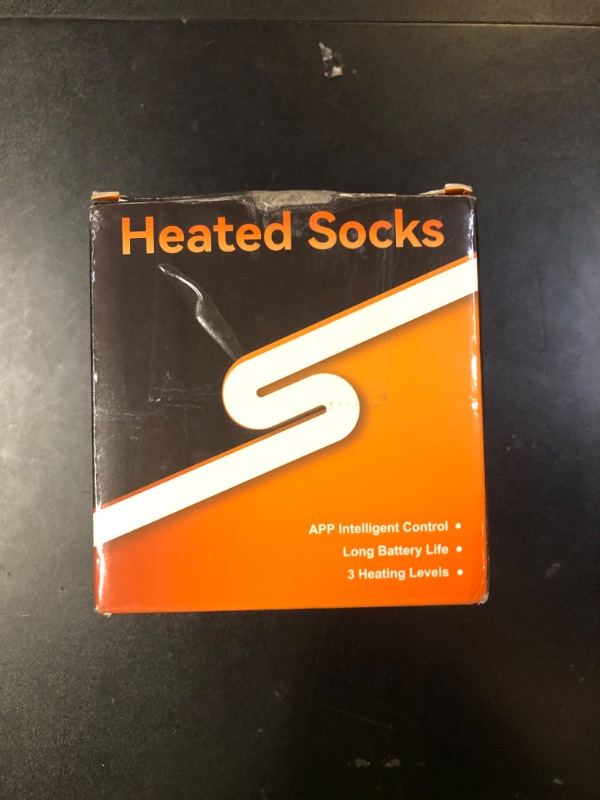 Heated Socks
APP Intelligent Control •
Long Battery Life •
3 Heating Levels •